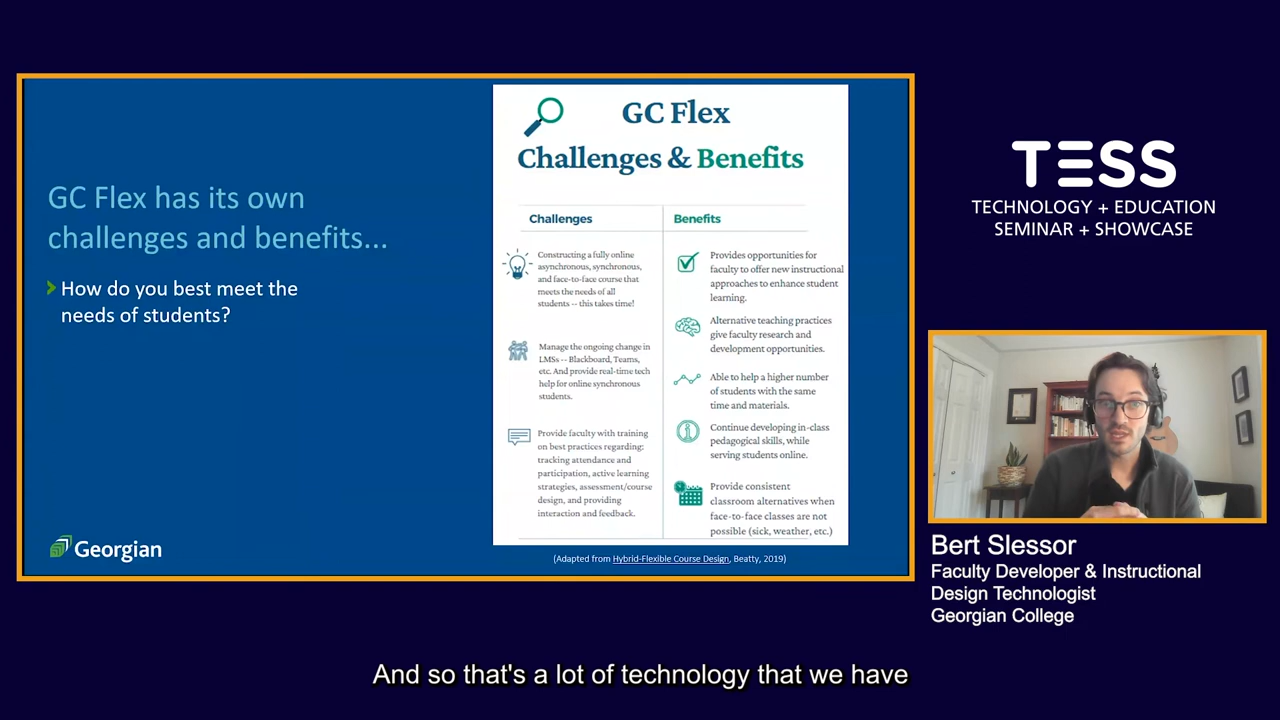 GC Flex has its own
challenges and benefits...
How do you best meet the
needs of students?
Georgian
GC Flex
Challenges & Benefits
Challenges
Constructing a fully online
asynchronous, synchronous,
and face-to-face course that
meets the needs of all
students -- this takes time!
Manage the ongoing change in
LMSs -- Blackboard, Teams,
etc. And provide real-time tech
help for online synchronous
students.
Provide faculty with training
on best practices regarding:
tracking attendance and
participation, active learning
strategies, assessment/course
design, and providing
interaction and feedback.
Benefits
Provides opportunities for
faculty to offer new instructional
approaches to enhance student
learning.
Alternative teaching practices
give faculty research and
development opportunities.
Able to help a higher number
of students with the same
time and materials.
Continue developing in-class
pedagogical skills, while
serving students online.
Provide consistent
classroom alternatives when
face-to-face classes are not
possible (sick, weather, etc.)
(Adapted from Hybrid-Flexible Course Design, Beatty, 2019)
TESS
TECHNOLOGY + EDUCATION
SEMINAR + SHOWCASE
Bert Slessor
Faculty Developer & Instructional
Design Technologist
Georgian College
And so that's a lot of technology that we have